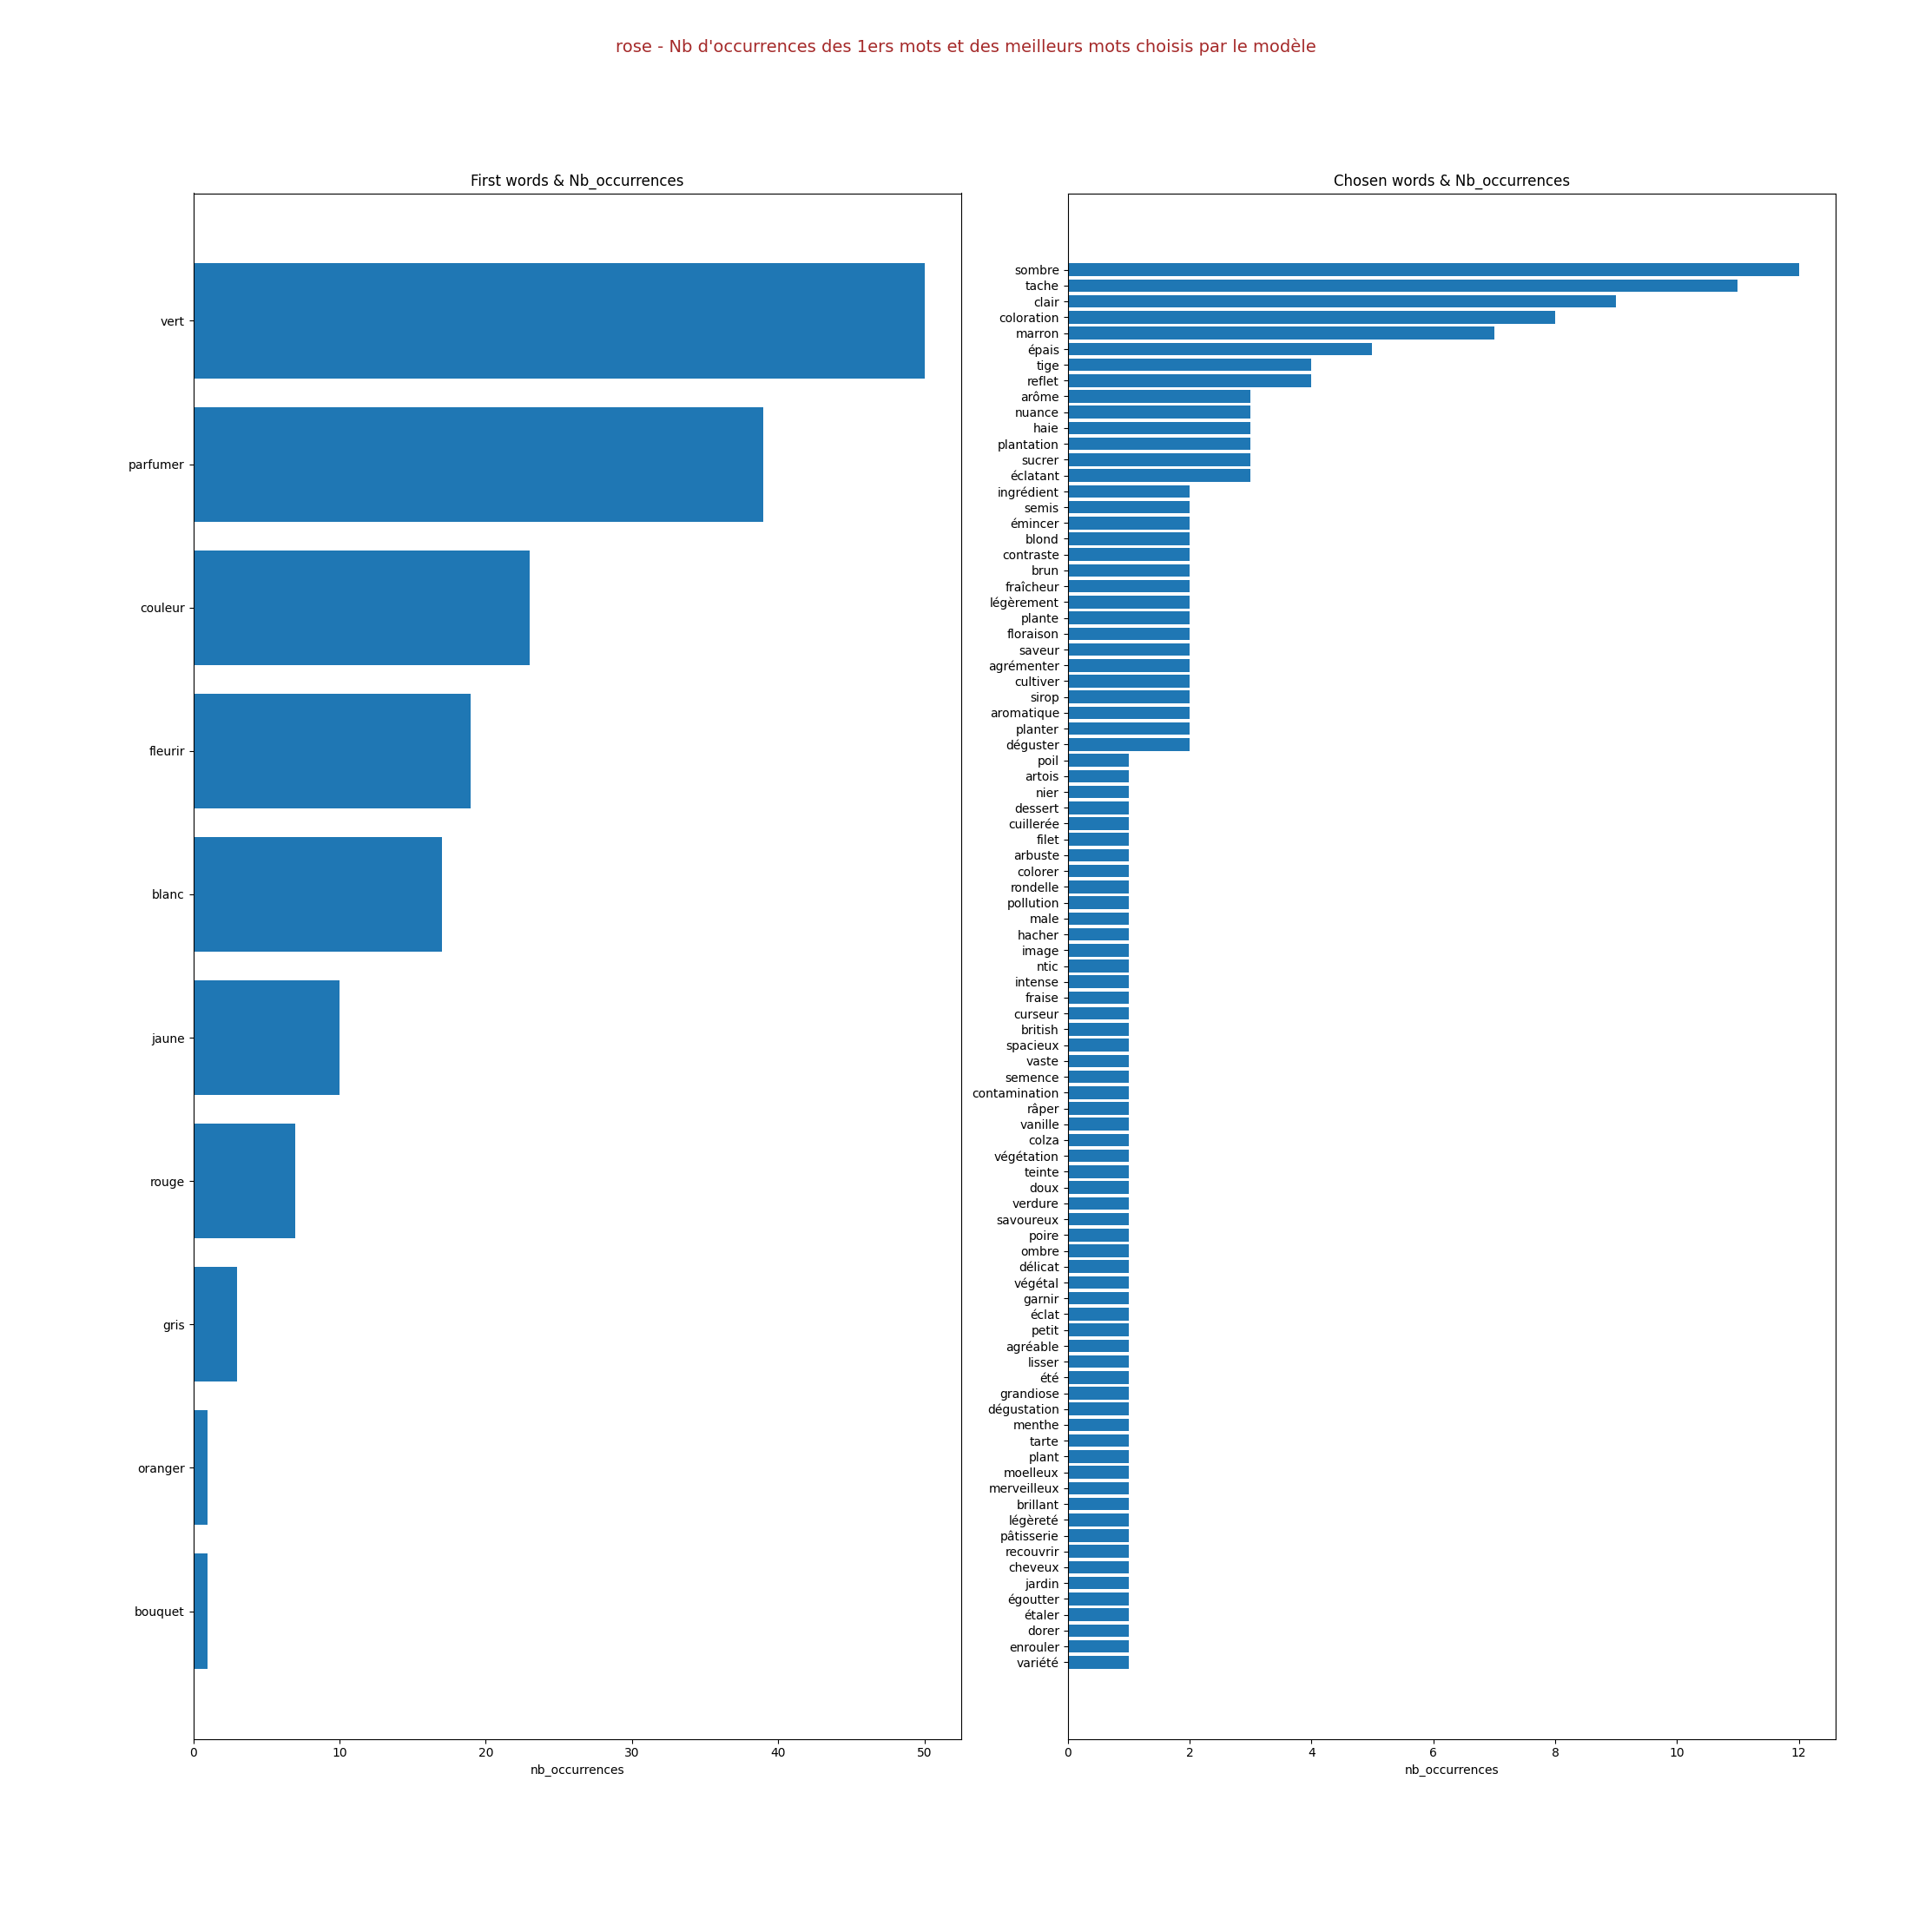 rose - Nb d'occurrences des 1ers mots et des meilleurs mots choisis par le modèle
First words & Nb_occurrences
vert
parfumer
couleur
fleurir
blanc
jaune
rouge
gris
oranger
bouquet
0 10 20 30 40 50
nb_occurrences
Chosen words & Nb_occurrences
sombre
tache
clair
coloration
marron
épais
tige
reflet
arôme
nuance
haie
plantation
sucrer
éclatant
ingrédient
semis
émincer
blond
contraste
brun
fraîcheur
légèrement
plante
floraison
saveur
agrémenter
cultiver
sirop
aromatique
planter
déguster
poil
artois
nier
dessert
cuillerée
filet
arbuste
colorer
rondelle
pollution
male
hacher
image
ntic
intense
fraise
curseur
british
spacieux
vaste
semence
contamination
râper
vanille
colza
végétation
teinte
doux
verdure
savoureux
poire
ombre
délicat
végétal
garnir
éclat
petit
agréable
lisser
été
grandiose
dégustation
menthe
tarte
plant
moelleux
merveilleux
brillant
légèreté
pâtisserie
recouvrir
cheveux
jardin
égoutter
étaler
dorer
enrouler
variété
0 2 4 6 8 10 12
nb_occurrences